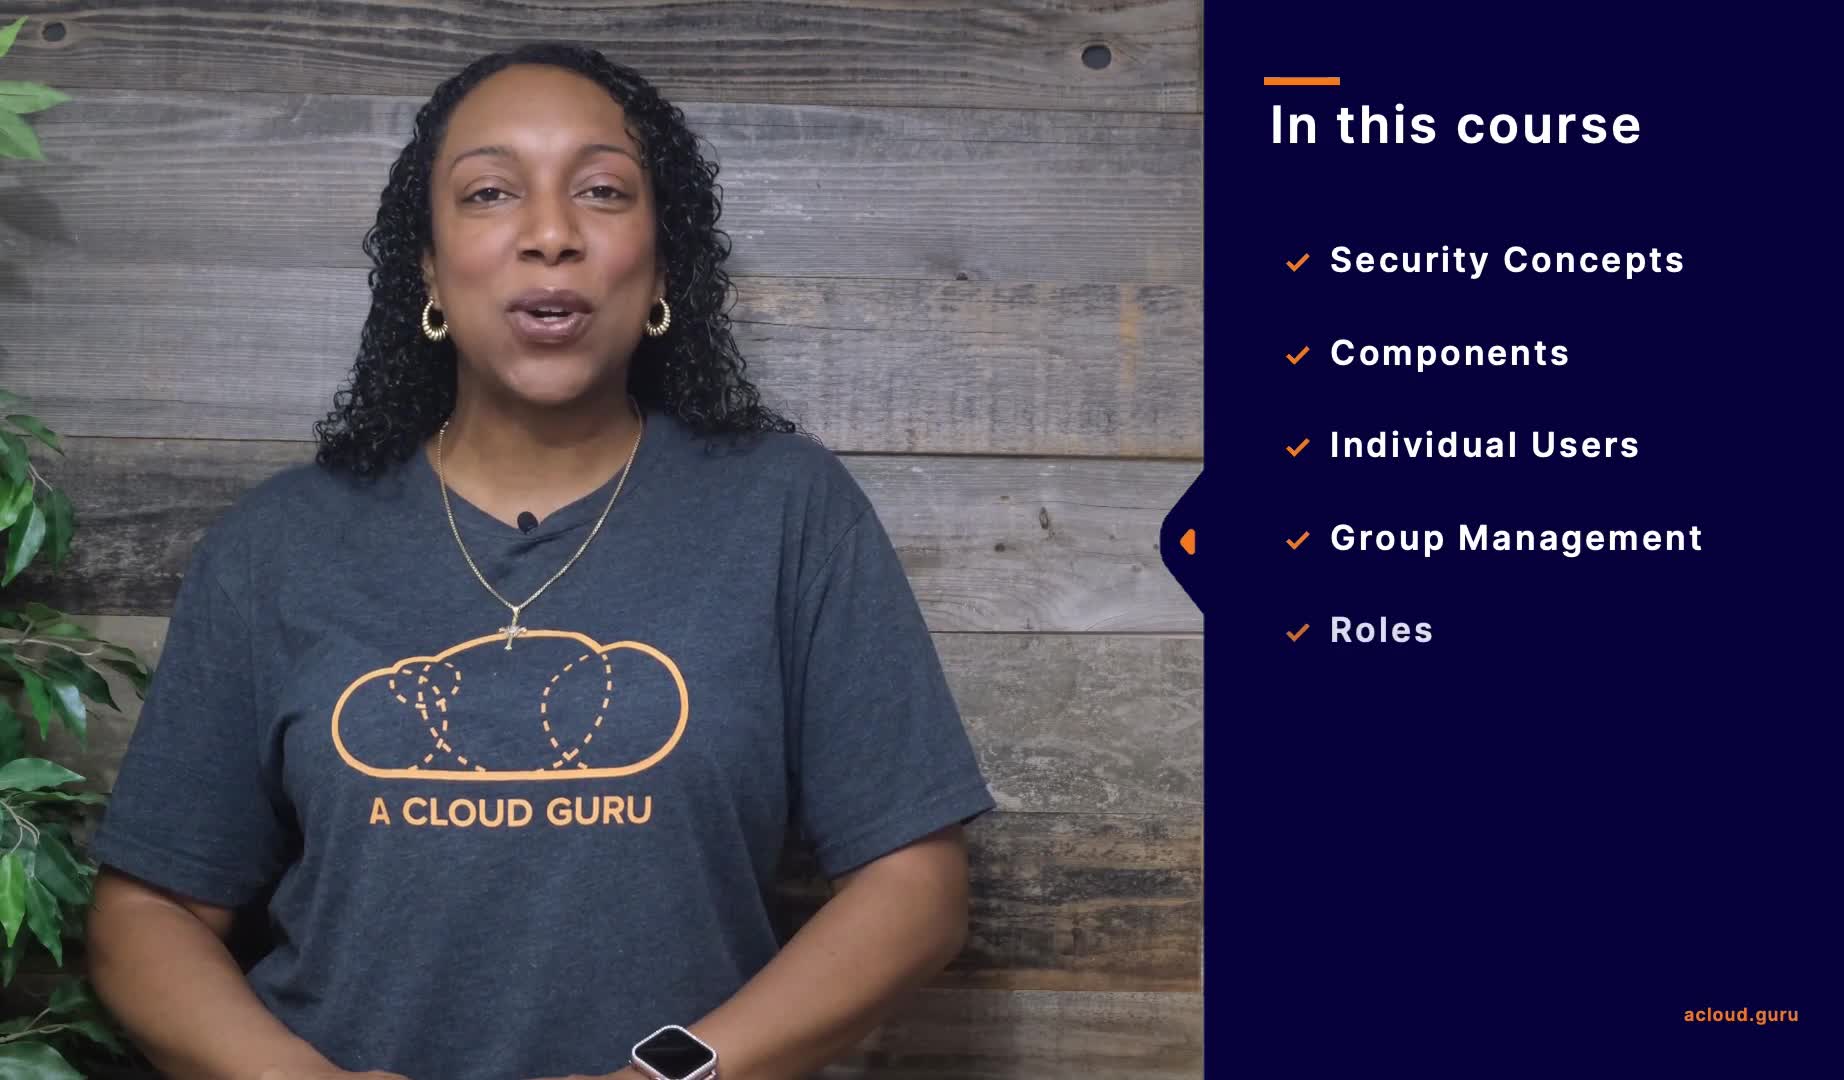 In this course
Security Concepts
Components
Individual Users
Group Management
Roles
A CLOUD GURU
acloud.guru